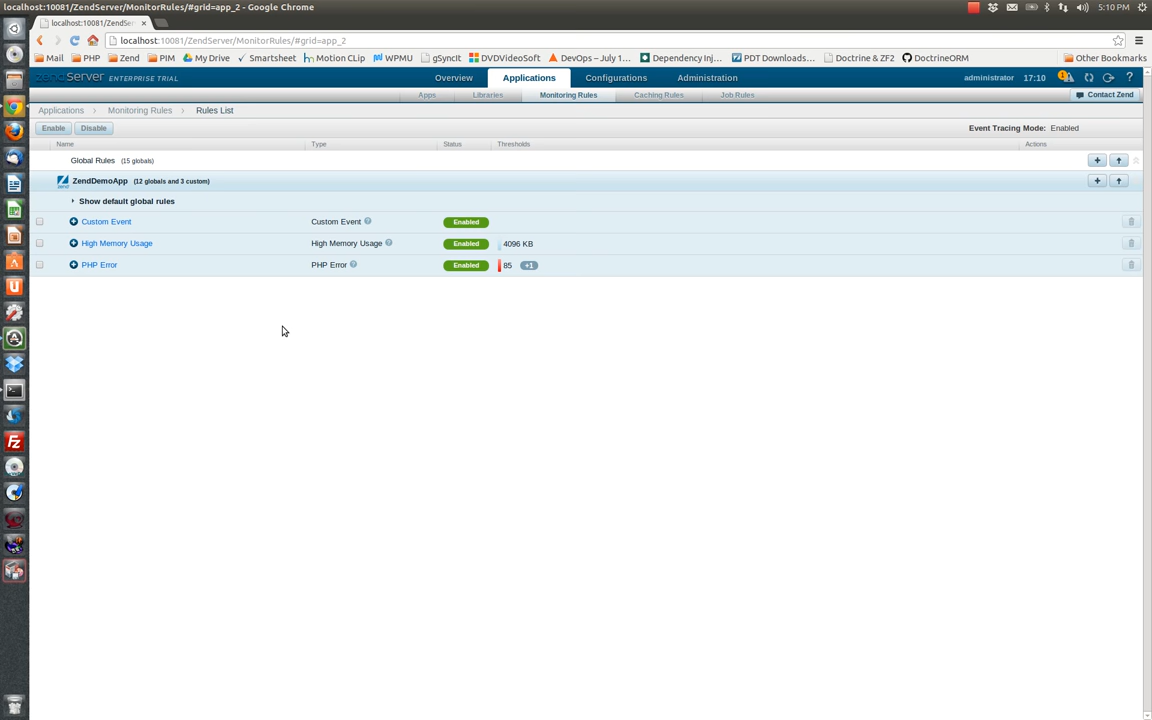 localhost:10081/ZendServer/MonitorRules/#grid=app_2 - Google Chrome 5:10 PM
localhost:10081/ZendSer
localhost:10081/ZendServer/MonitorRules/#grid=app_2
Mail PHP Zend PIM My Drive Smartsheet Motion CLip WPMU gSyncIt DVDVideoSoft DevOps – July 1... Dependency Inj... PDT Downloads... Doctrine & ZF2 DoctrineORM Other Bookmarks
zend Server ENTERPRISE TRIAL Overview Applications Configurations Administration administrator 17:10 1 ?
Apps Libraries Monitoring Rules Caching Rules Job Rules Contact Zend
Applications Monitoring Rules Rules List
Enable Disable Event Tracing Mode: Enabled
Name Type Status Thresholds Actions
Global Rules (15 globals)
ZendDemoApp (12 globals and 3 custom)
Show default global rules
Custom Event Custom Event Enabled
High Memory Usage High Memory Usage Enabled 4096 KB
PHP Error PHP Error Enabled 85 +1